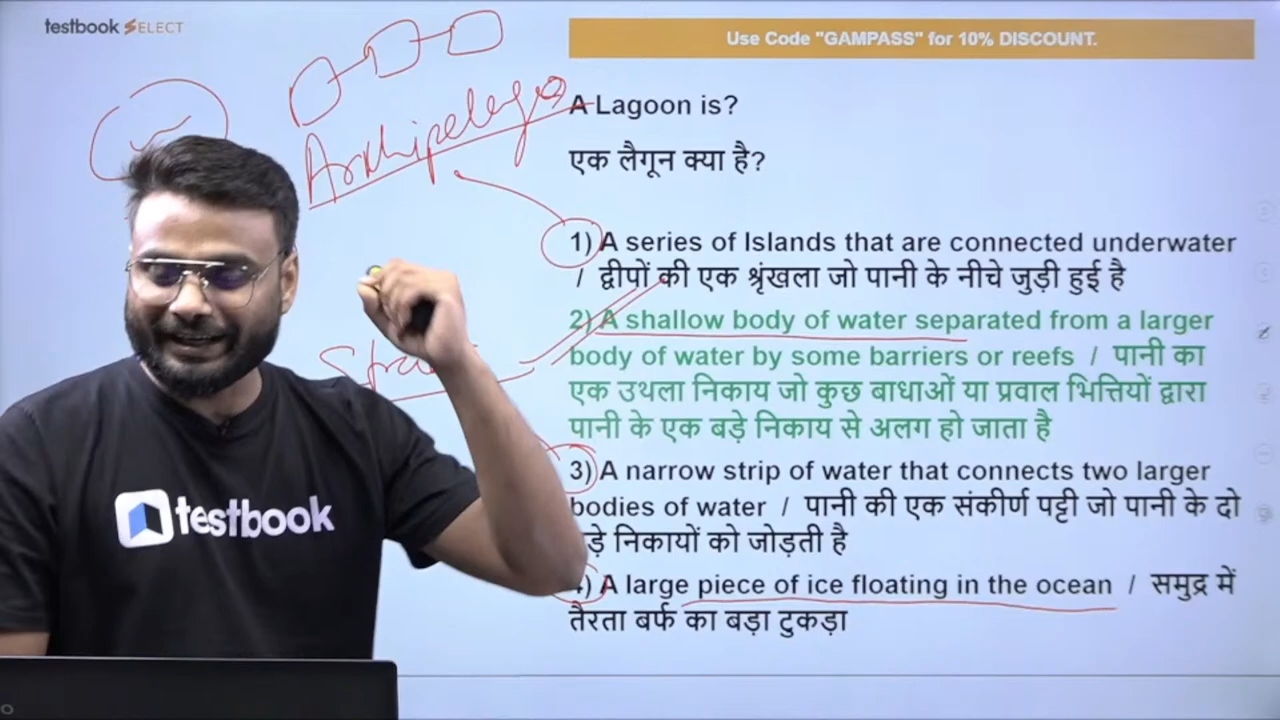 testbook SELECT
Use Code "GAMPASS" for 10% DISCOUNT.
Archipelago
A Lagoon is?
एक लैगून क्या है?
1) A series of Islands that are connected underwater
/ द्वीपों की एक श्रृंखला जो पानी के नीचे जुड़ी हुई है
2) A shallow body of water separated from a larger
body of water by some barriers or reefs / पानी का
एक उथला निकाय जो कुछ बाधाओं या प्रवाल भित्तियों द्वारा
पानी के एक बड़े निकाय से अलग हो जाता है
3) A narrow strip of water that connects two larger
bodies of water / पानी की एक संकीर्ण पट्टी जो पानी के दो
ड़े निकायों को जोड़ती है
4) A large piece of ice floating in the ocean / समुद्र में
तैरता बर्फ का बड़ा टुकड़ा
testbook